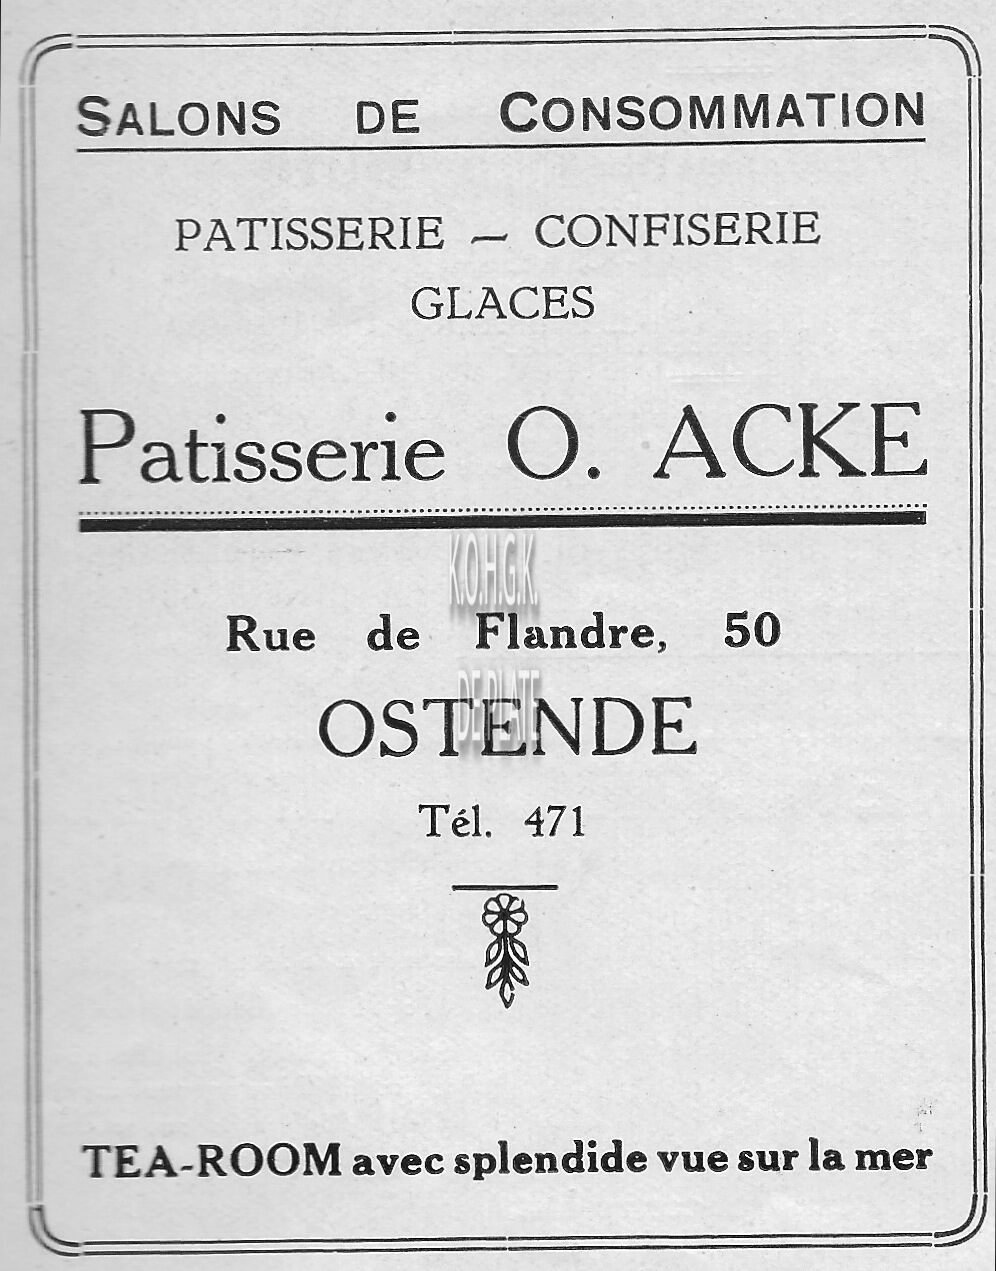 SALONS DE CONSOMMATION
PATISSERIE — CONFISERIE
GLACES
Patisserie O. ACKE
K.O.H.G.K.
Rue de Flandre, 50
DE PLATE
OSTENDE
Tél. 471
TEA-ROOM avec splendide vue sur la mer